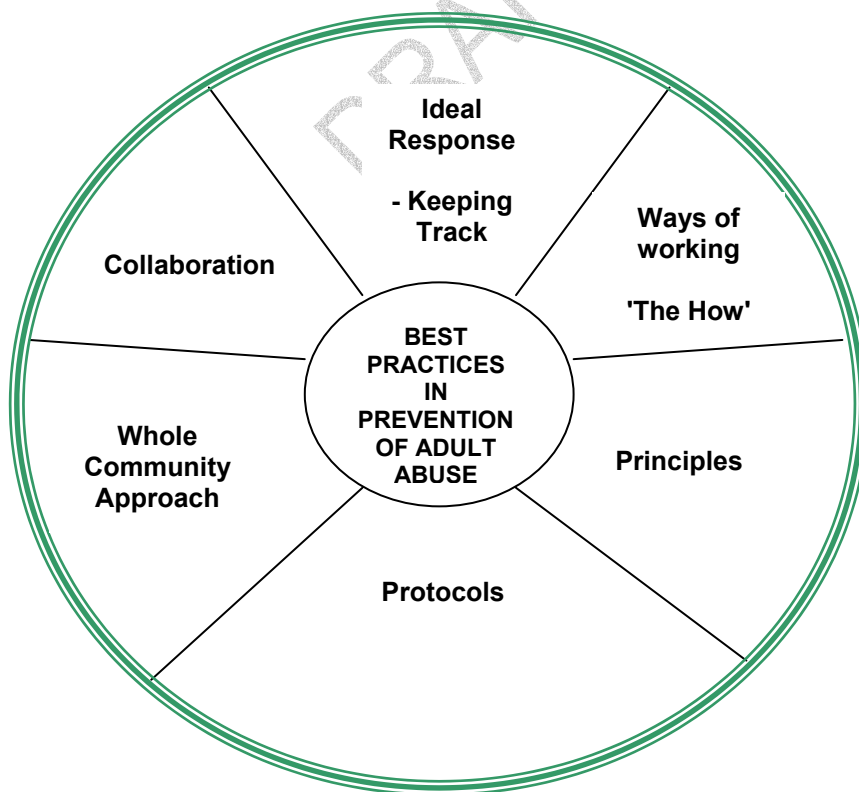 Ideal
Response
- Keeping
Track
Ways of
working
'The How'
Collaboration
BEST
PRACTICES
IN
PREVENTION
OF ADULT
ABUSE
Whole
Community
Approach
Principles
Protocols